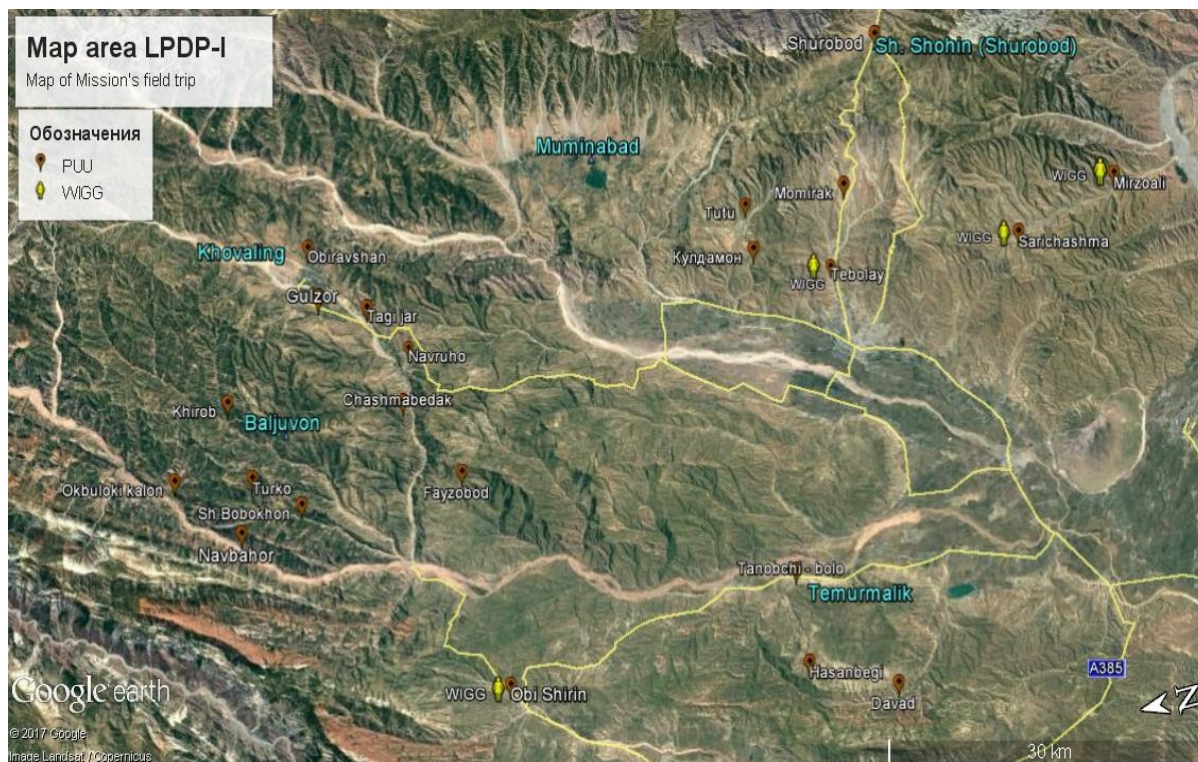 Map area LPDP-I
Map of Mission's field trip
Обозначения
PUU
WIGG
Shurobod
Sh. Shohin (Shurobod)
Muminabad
WIGG
Mirzoali
Momirak
Tutu
WIGG
Sarichashma
Khovaling
Obiravshan
Кулдамон
Tebolay
WIGG
Gulzor
Tagi jar
Navruho
Chashmabedak
Khirob
Baljuvon
Okbuloki kalon
Turko
Fayzobod
Sh.Bobokhon
Navbahor
Tanobchi - bolo
Temurmalik
Hasanbegi
A385
WIGG
Obi Shirin
Davad
Google earth
N
© 2017 Google
Image Landsat / Copernicus
30 km